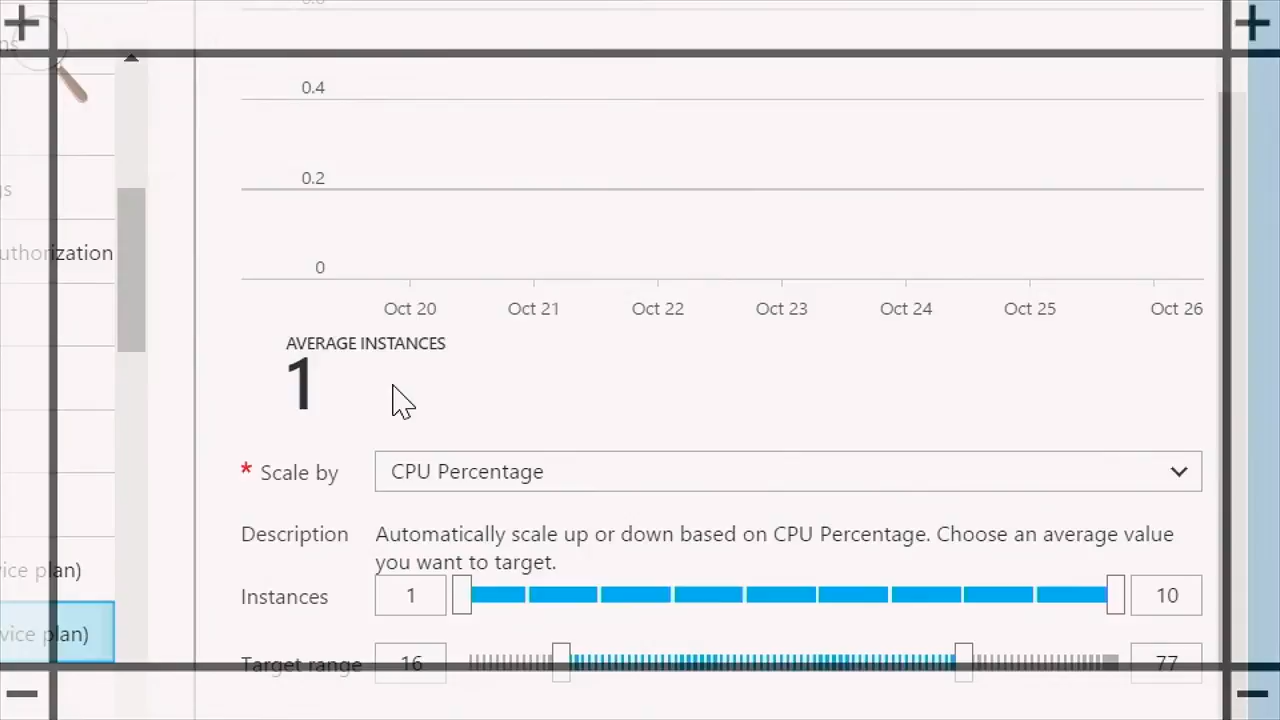 0.4
0.2
0
Oct 20 Oct 21 Oct 22 Oct 23 Oct 24 Oct 25 Oct 26
AVERAGE INSTANCES
1
* Scale by CPU Percentage
Description Automatically scale up or down based on CPU Percentage. Choose an average value
you want to target.
Instances 1 10
Target range 16 77
uthorization
vice plan)
vice plan)